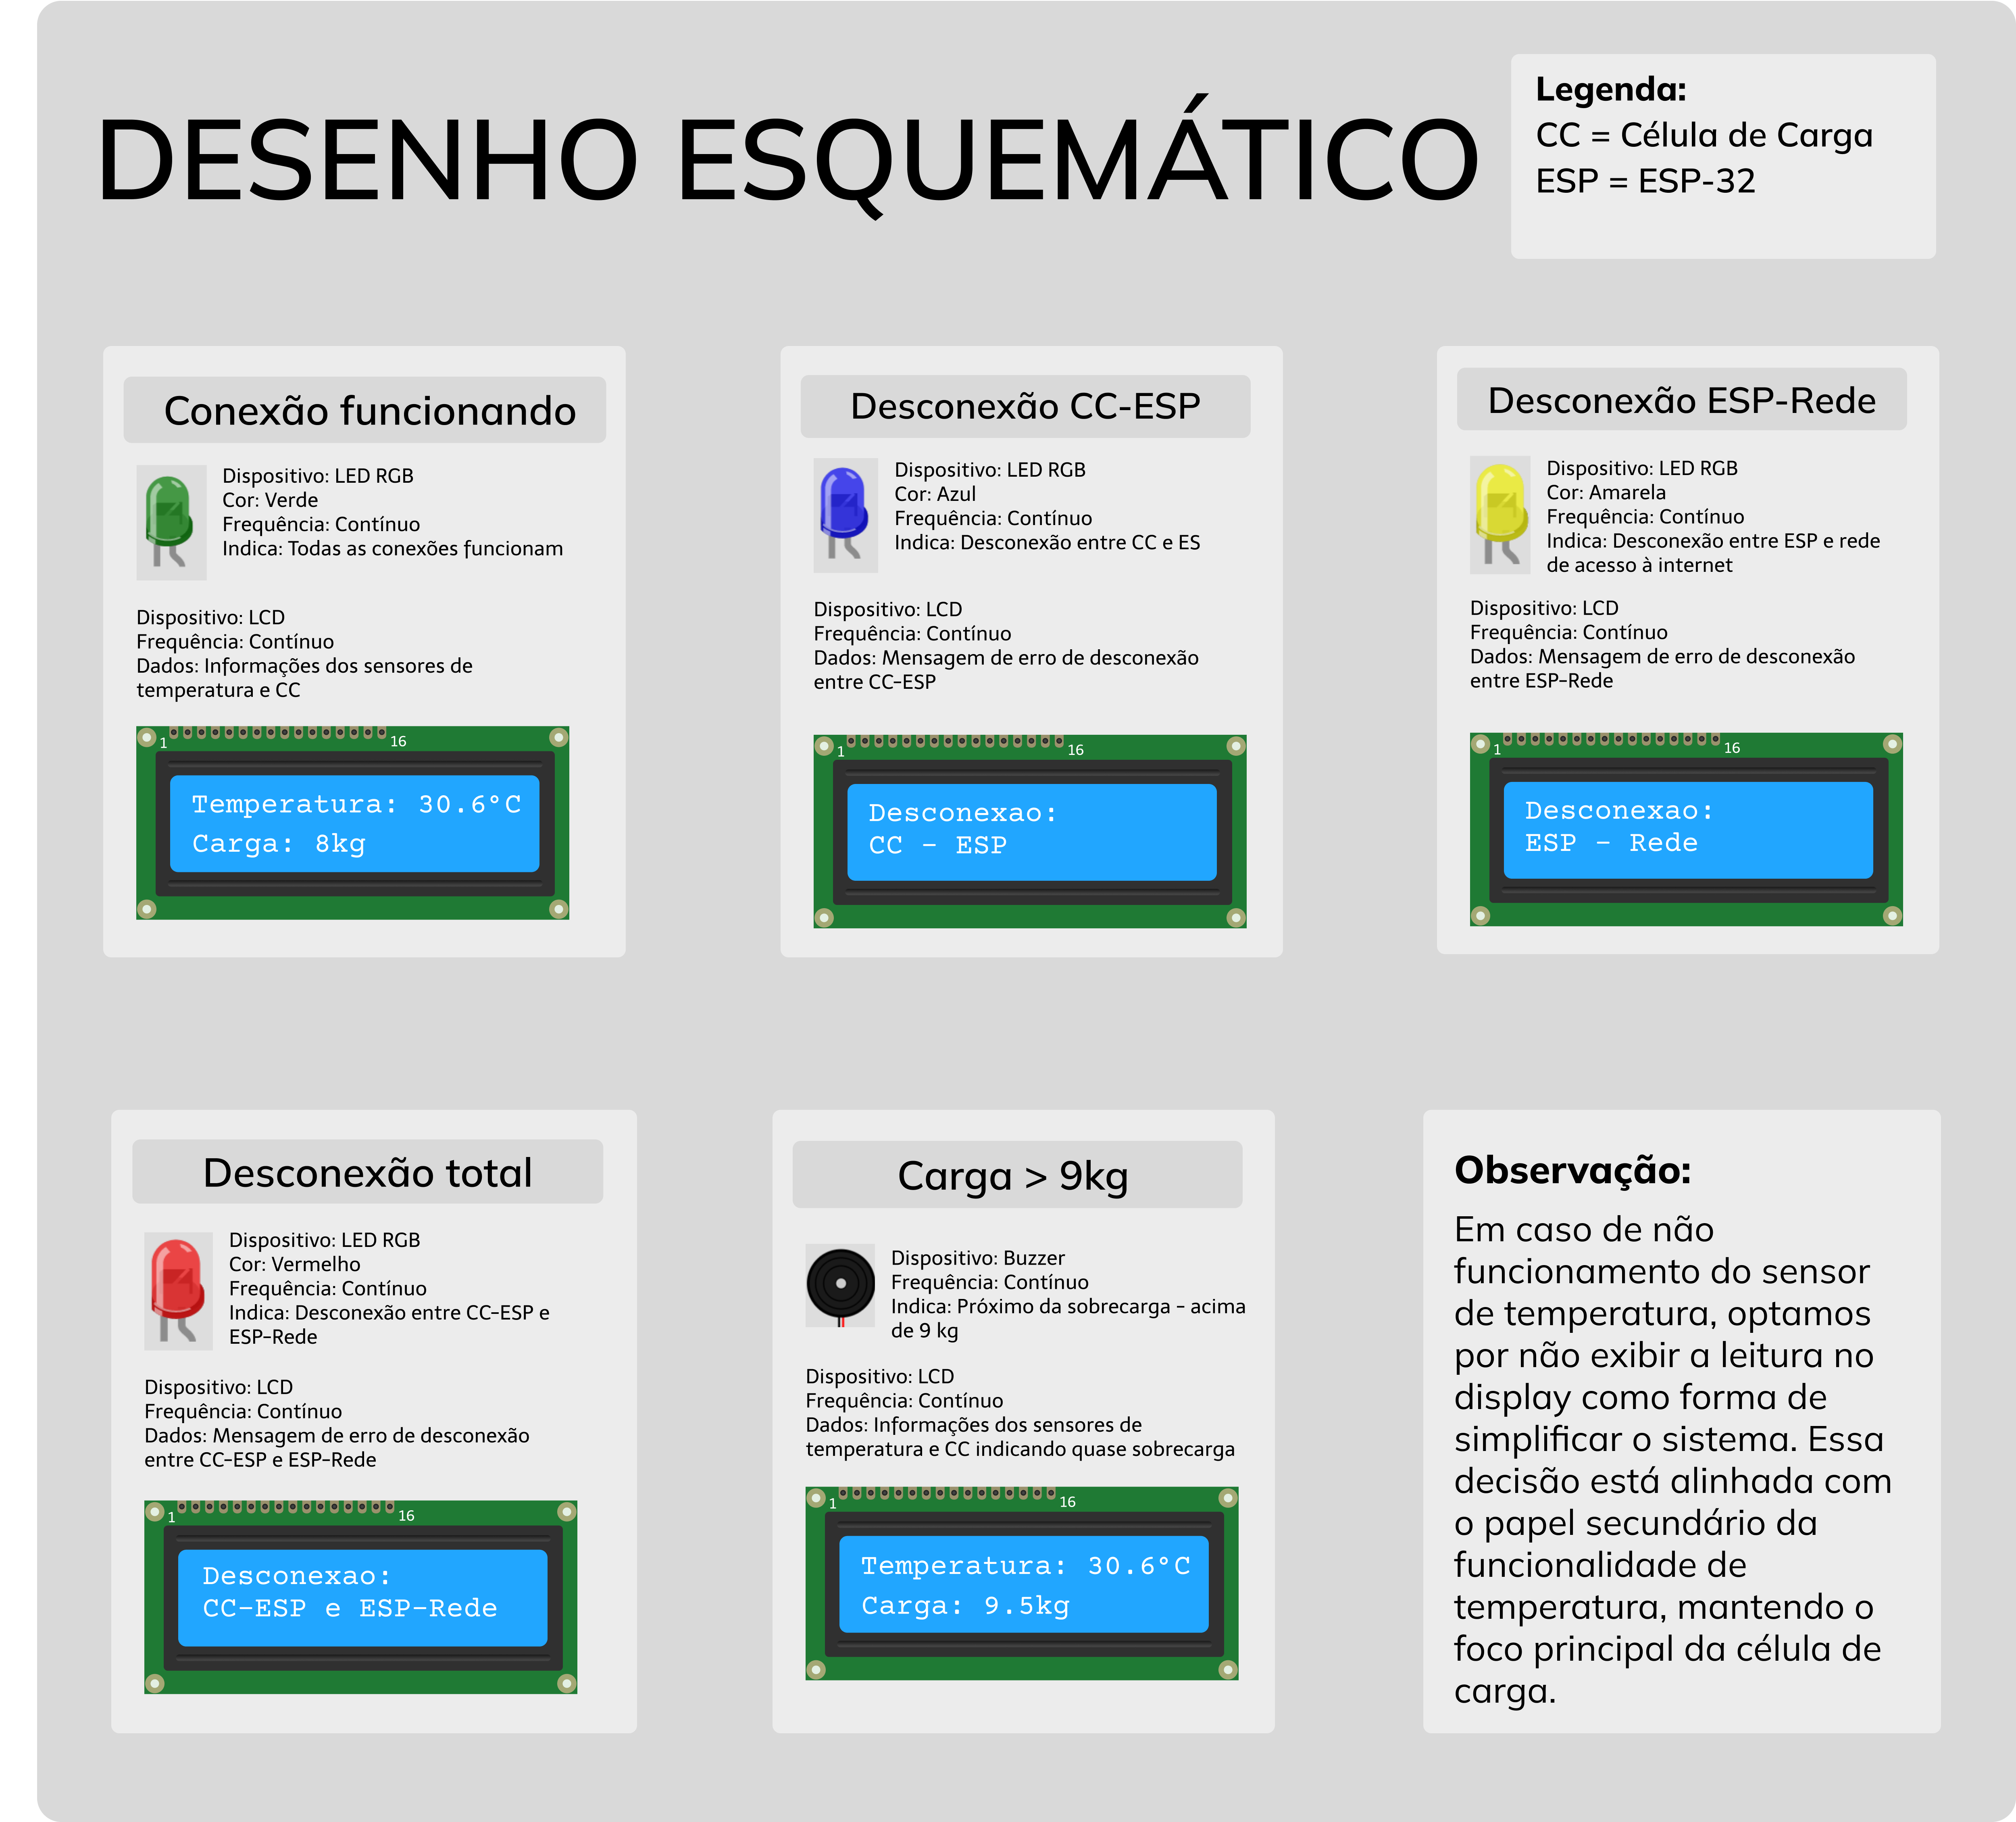 DESENHO ESQUEMÁTICO
Legenda:
CC = Célula de Carga
ESP = ESP-32
Conexão funcionando
Dispositivo: LED RGB
Cor: Verde
Frequência: Contínuo
Indica: Todas as conexões funcionam
Dispositivo: LCD
Frequência: Contínuo
Dados: Informações dos sensores de
temperatura e CC
1 16
Temperatura: 30.6°C
Carga: 8kg
Desconexão CC-ESP
Dispositivo: LED RGB
Cor: Azul
Frequência: Contínuo
Indica: Desconexão entre CC e ES
Dispositivo: LCD
Frequência: Contínuo
Dados: Mensagem de erro de desconexão
entre CC-ESP
1 16
Desconexao:
CC - ESP
Desconexão ESP-Rede
Dispositivo: LED RGB
Cor: Amarela
Frequência: Contínuo
Indica: Desconexão entre ESP e rede
de acesso à internet
Dispositivo: LCD
Frequência: Contínuo
Dados: Mensagem de erro de desconexão
entre ESP-Rede
1 16
Desconexao:
ESP - Rede
Desconexão total
Dispositivo: LED RGB
Cor: Vermelho
Frequência: Contínuo
Indica: Desconexão entre CC-ESP e
ESP-Rede
Dispositivo: LCD
Frequência: Contínuo
Dados: Mensagem de erro de desconexão
entre CC-ESP e ESP-Rede
1 16
Desconexao:
CC-ESP e ESP-Rede
Carga > 9kg
Dispositivo: Buzzer
Frequência: Contínuo
Indica: Próximo da sobrecarga - acima
de 9 kg
Dispositivo: LCD
Frequência: Contínuo
Dados: Informações dos sensores de
temperatura e CC indicando quase sobrecarga
1 16
Temperatura: 30.6°C
Carga: 9.5kg
Observação:
Em caso de não
funcionamento do sensor
de temperatura, optamos
por não exibir a leitura no
display como forma de
simplificar o sistema. Essa
decisão está alinhada com
o papel secundário da
funcionalidade de
temperatura, mantendo o
foco principal da célula de
carga.